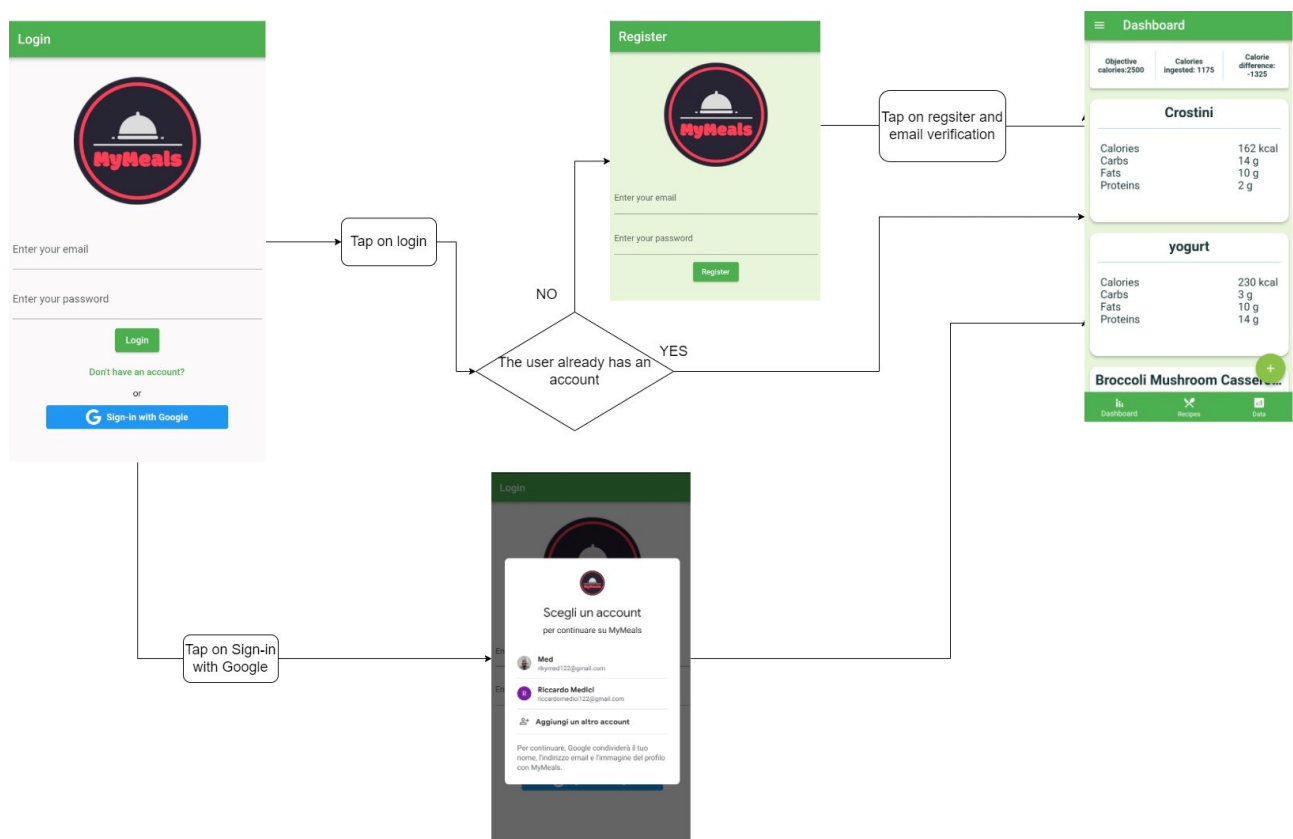 Login
MyMeals
Enter your email
Enter your password
Login
Don't have an account?
or
Sign-in with Google
Tap on login
Register
MyMeals
Enter your email
Enter your password
Register
NO
The user already has an
account
YES
Tap on regsiter and
email verification
Dashboard
Objective
calories:2500
Calories
ingested: 1175
Calorie
difference:
-1325
Crostini
Calories 162 kcal
Carbs 14 g
Fats 10 g
Proteins 2 g
yogurt
Calories 230 kcal
Carbs 3 g
Fats 10 g
Proteins 14 g
Broccoli Mushroom Cassero...
+
Dashboard
Recipes
Data
Tap on Sign-in
with Google
Login
Scegli un account
per continuare su MyMeals
Med
rikymed122@gmail.com
R
Riccardo Medici
riccardomedici122@gmail.com
Aggiungi un altro account
Per continuare, Google condividerà il tuo
nome, l'indirizzo email e l'immagine del profilo
con MyMeals.